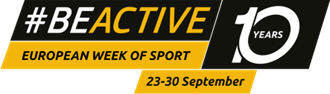 #BEACTIVE
EUROPEAN WEEK OF SPORT
10 YEARS
23-30 September